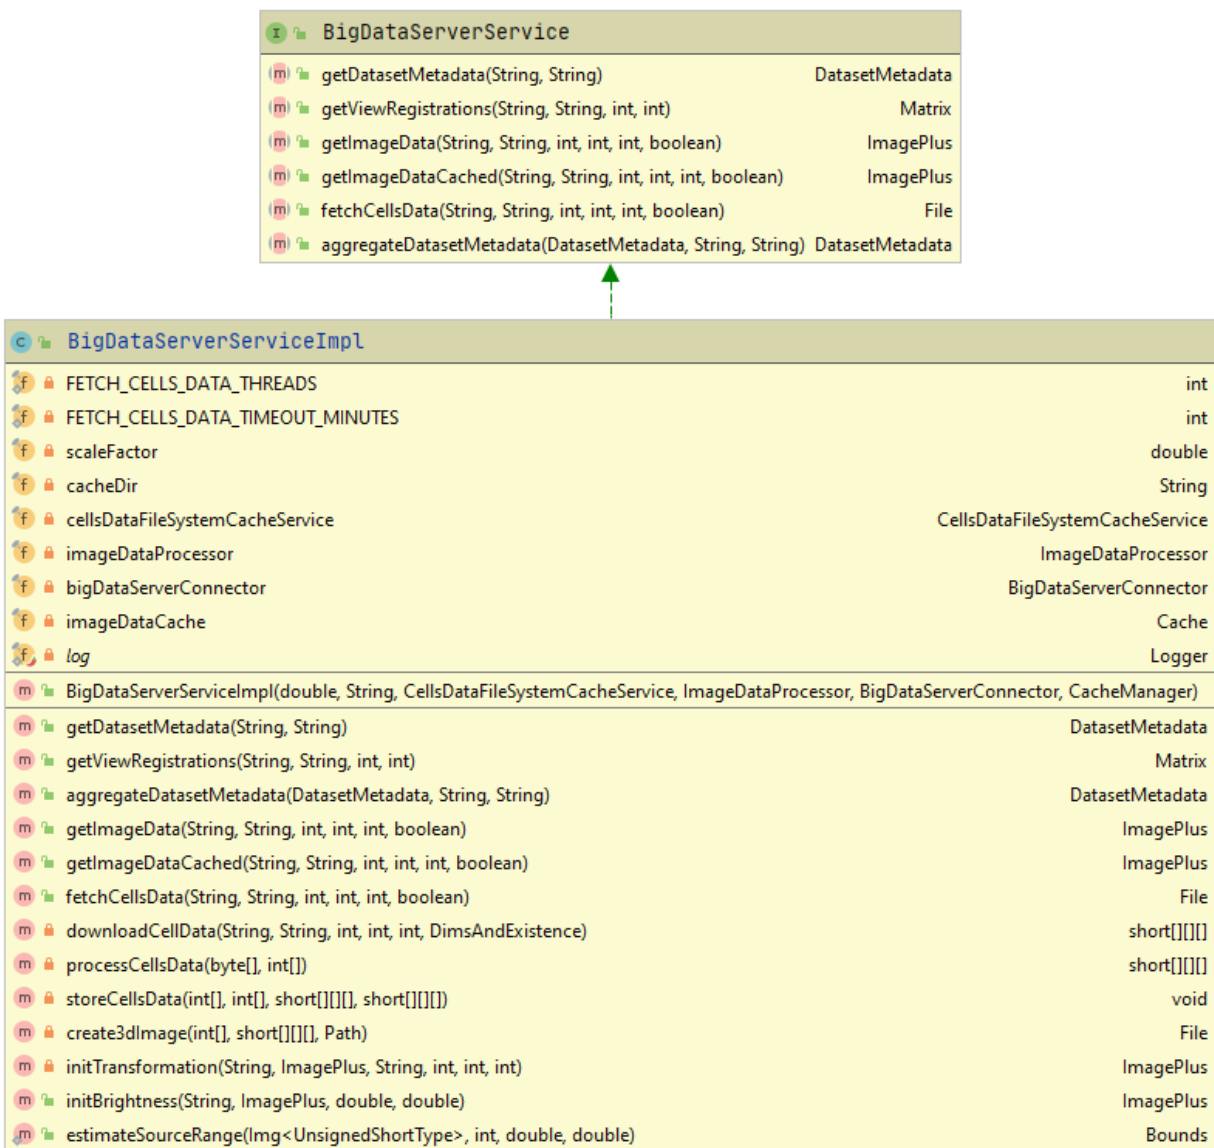 I BigDataServerService
m getDatasetMetadata(String, String) DatasetMetadata
m getViewRegistrations(String, String, int, int) Matrix
m getImageData(String, String, int, int, int, boolean) ImagePlus
m getImageDataCached(String, String, int, int, int, boolean) ImagePlus
m fetchCellsData(String, String, int, int, int, boolean) File
m aggregateDatasetMetadata(DatasetMetadata, String, String) DatasetMetadata
C BigDataServerServiceImpl
f FETCH_CELLS_DATA_THREADS int
f FETCH_CELLS_DATA_TIMEOUT_MINUTES int
f scaleFactor double
f cacheDir String
f cellsDataFileSystemCacheService CellsDataFileSystemCacheService
f imageDataProcessor ImageDataProcessor
f bigDataServerConnector BigDataServerConnector
f imageDataCache Cache
f log Logger
m BigDataServerServiceImpl(double, String, CellsDataFileSystemCacheService, ImageDataProcessor, BigDataServerConnector, CacheManager)
m getDatasetMetadata(String, String) DatasetMetadata
m getViewRegistrations(String, String, int, int) Matrix
m aggregateDatasetMetadata(DatasetMetadata, String, String) DatasetMetadata
m getImageData(String, String, int, int, int, boolean) ImagePlus
m getImageDataCached(String, String, int, int, int, boolean) ImagePlus
m fetchCellsData(String, String, int, int, int, boolean) File
m downloadCellData(String, String, int, int, int, DimsAndExistence) short[][][]
m processCellsData(byte[], int[]) short[][][]
m storeCellsData(int[], int[], short[][][], short[][][]) void
m create3dImage(int[], short[][][], Path) File
m initTransformation(String, ImagePlus, String, int, int, int) ImagePlus
m initBrightness(String, ImagePlus, double, double) ImagePlus
m estimateSourceRange(Img<UnsignedShortType>, int, double, double) Bounds